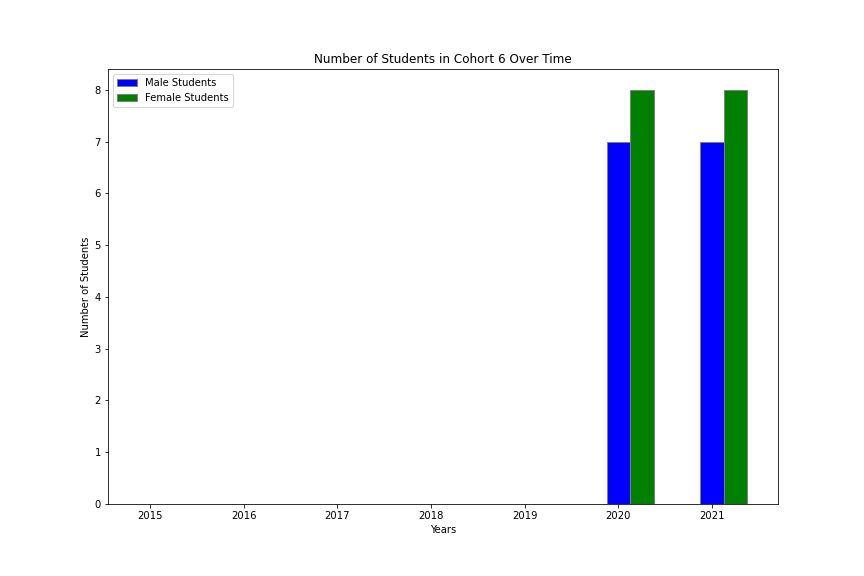 Number of Students in Cohort 6 Over Time
Male Students
Female Students
8
7
6
5
4
3
2
1
0
Number of Students
2015 2016 2017 2018 2019 2020 2021
Years